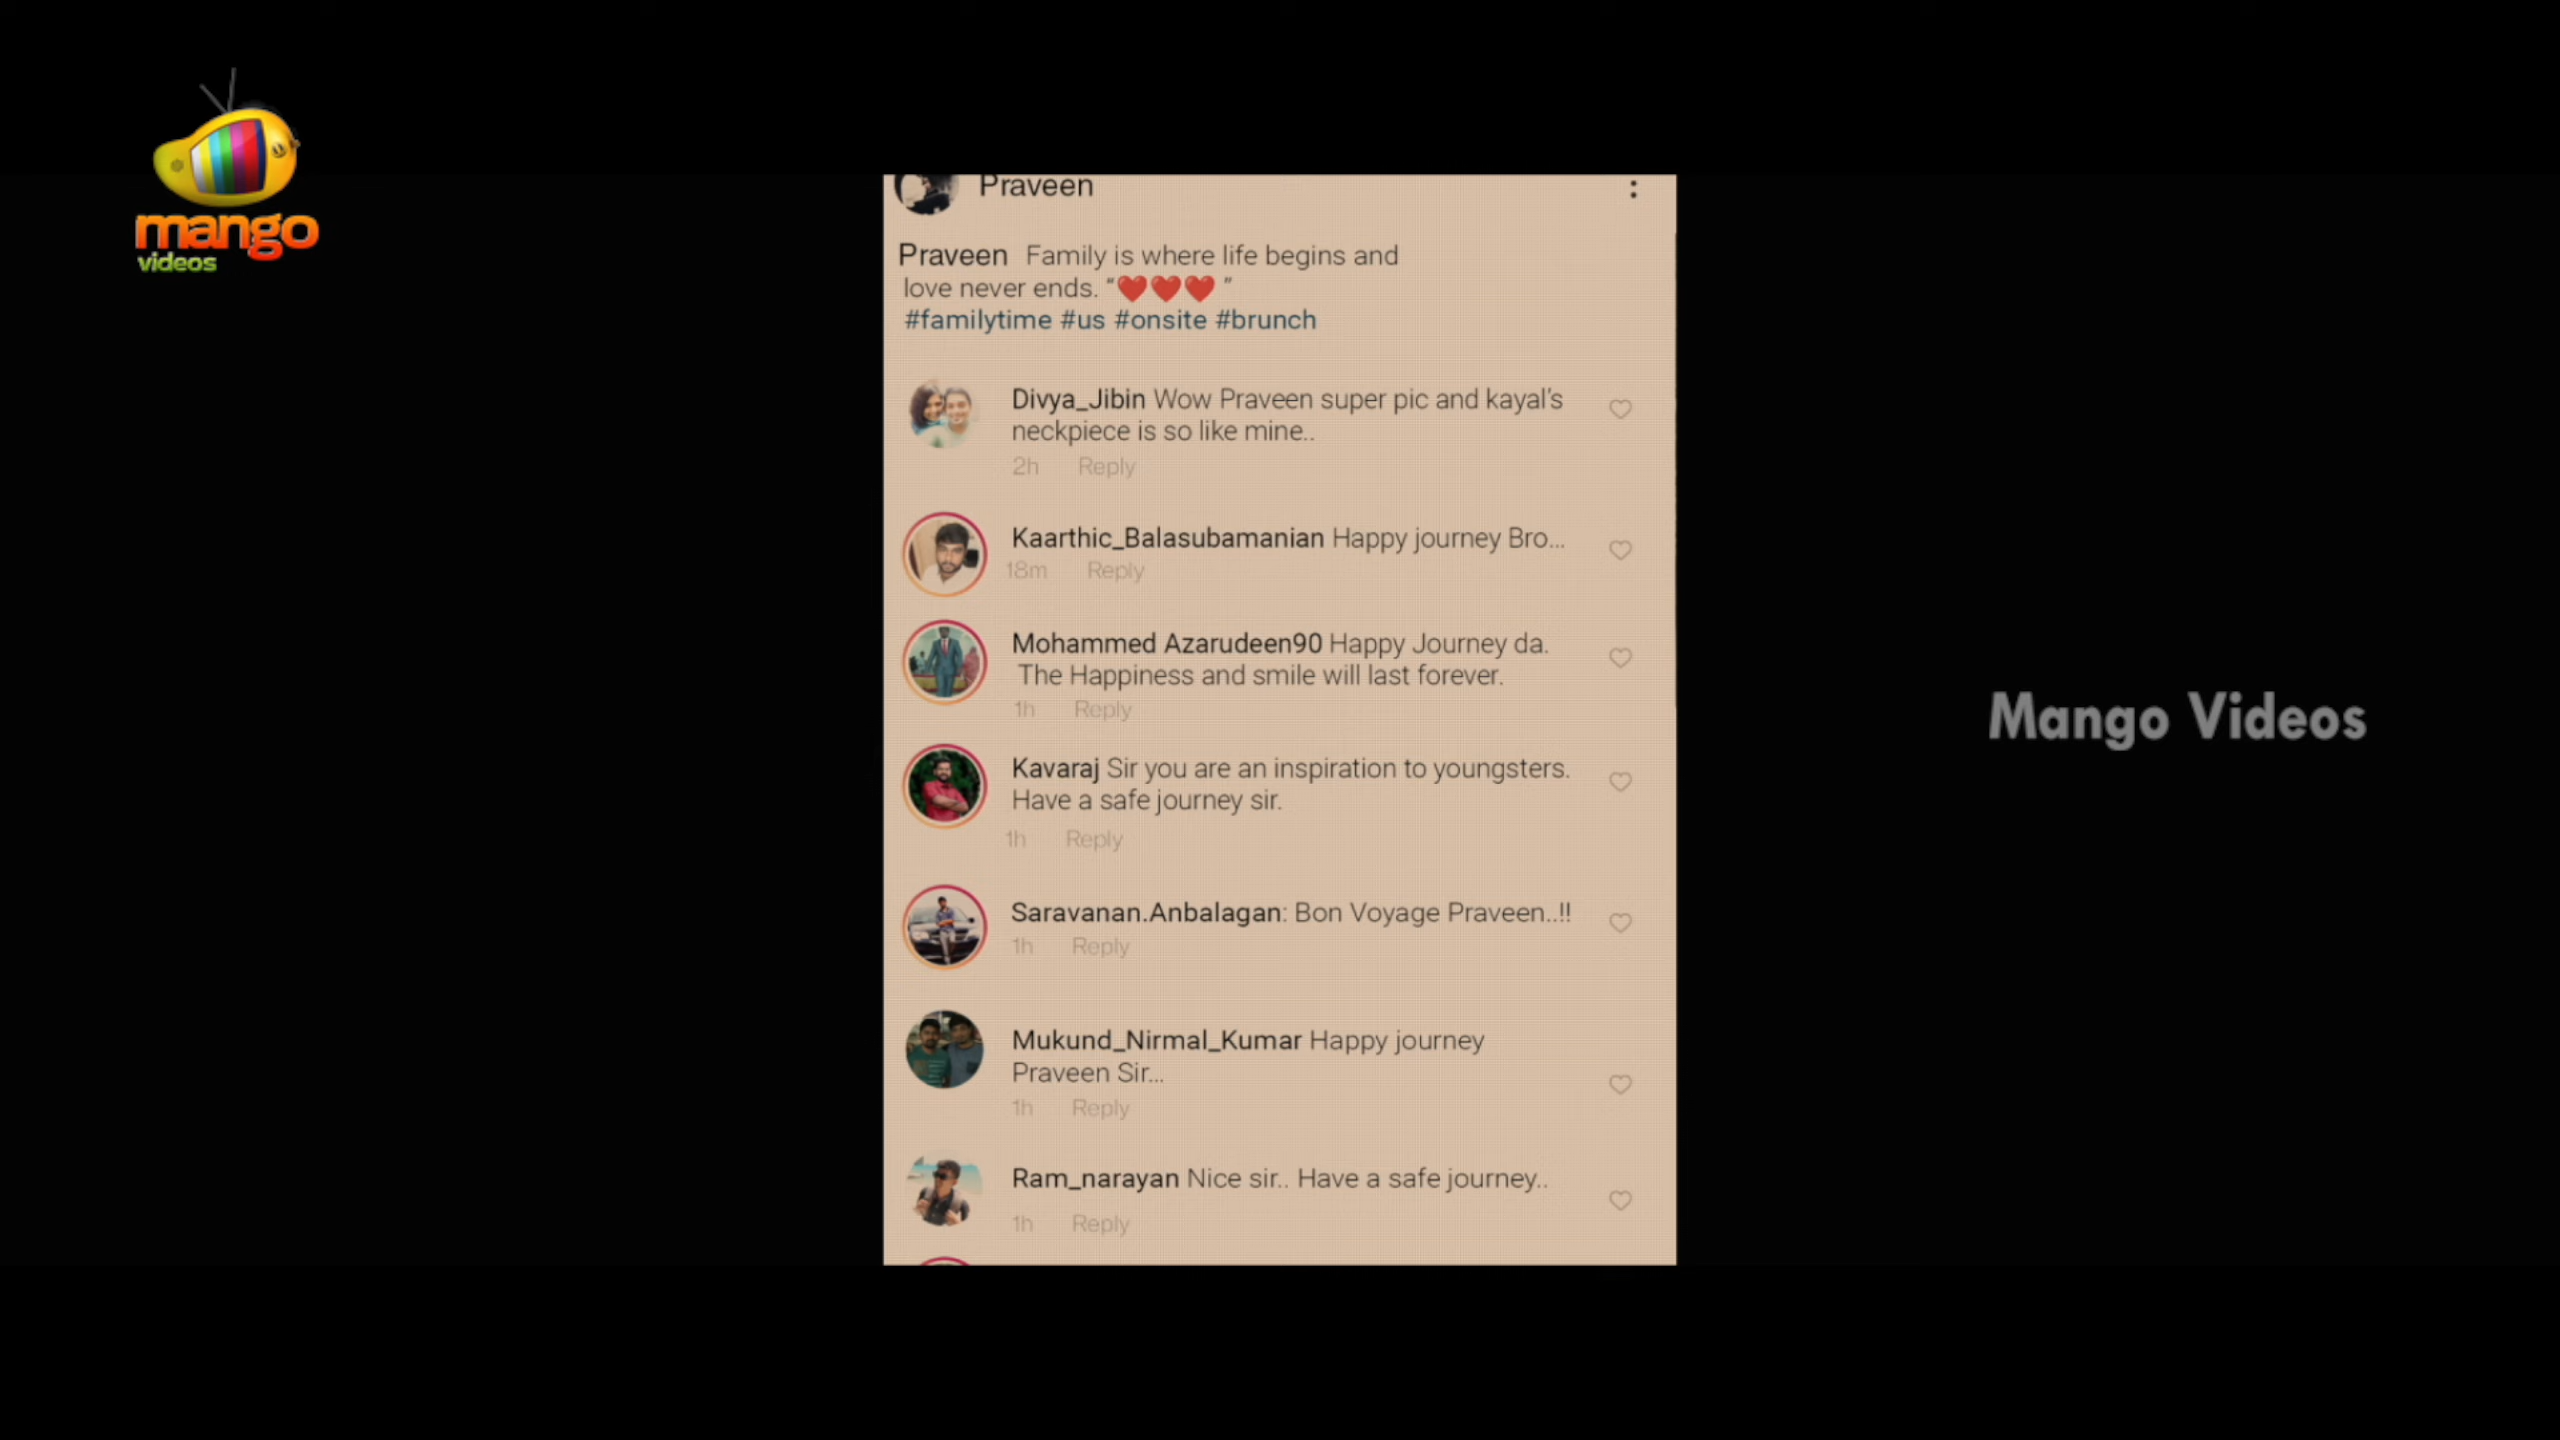 mango
videos
Praveen
Praveen Family is where life begins and
love never ends. “❤️❤️❤️ ”
#familytime #us #onsite #brunch
Divya_Jibin Wow Praveen super pic and kayal’s
neckpiece is so like mine..
2h Reply
Kaarthic_Balasubamanian Happy journey Bro...
18m Reply
Mohammed Azarudeen90 Happy Journey da.
The Happiness and smile will last forever.
1h Reply
Kavaraj Sir you are an inspiration to youngsters.
Have a safe journey sir.
1h Reply
Saravanan.Anbalagan: Bon Voyage Praveen..!!
1h Reply
Mukund_Nirmal_Kumar Happy journey
Praveen Sir...
1h Reply
Ram_narayan Nice sir.. Have a safe journey..
1h Reply
Mango Videos